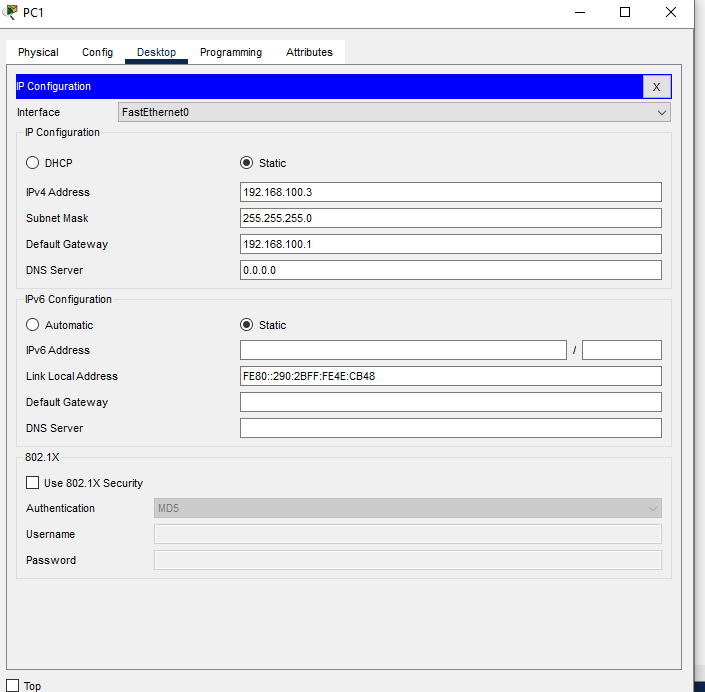 PC1
Physical Config Desktop Programming Attributes
IP Configuration X
Interface FastEthernet0
IP Configuration
DHCP Static
IPv4 Address 192.168.100.3
Subnet Mask 255.255.255.0
Default Gateway 192.168.100.1
DNS Server 0.0.0.0
IPv6 Configuration
Automatic Static
IPv6 Address /
Link Local Address FE80::290:2BFF:FE4E:CB48
Default Gateway
DNS Server
802.1X
Use 802.1X Security
Authentication MD5
Username
Password
Top